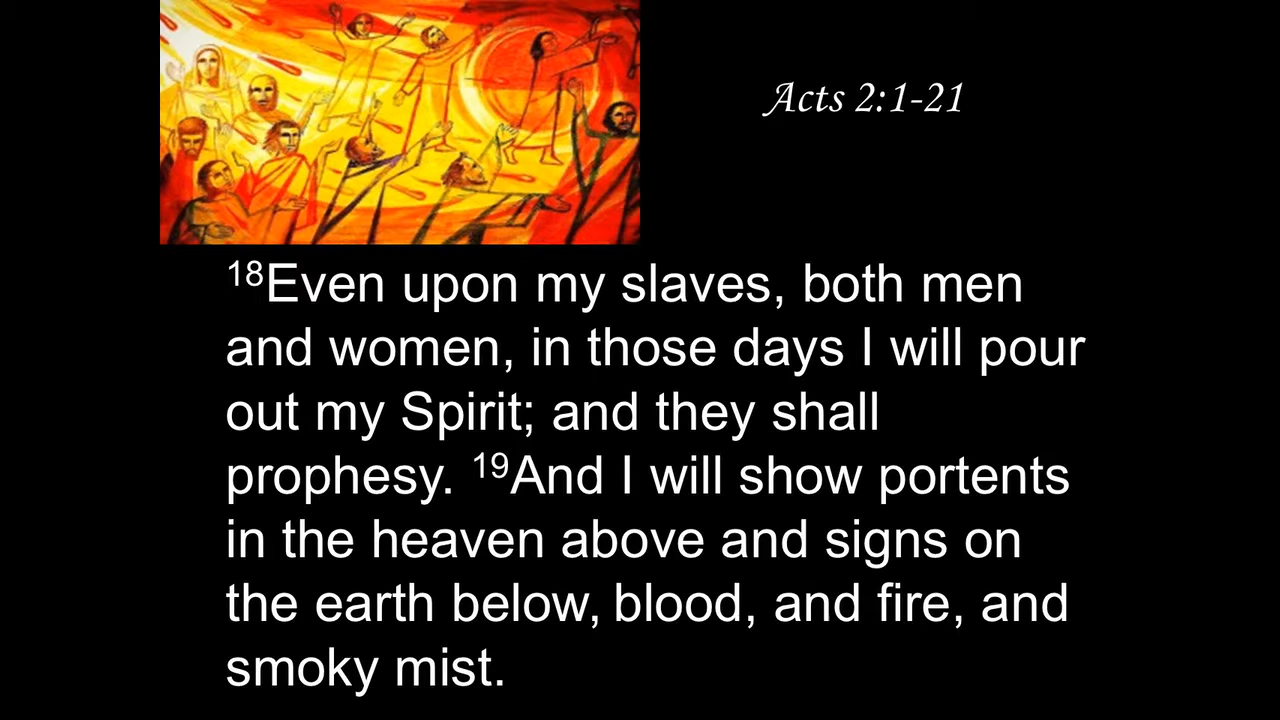 Acts 2:1-21
18Even upon my slaves, both men
and women, in those days I will pour
out my Spirit; and they shall
prophesy. 19And I will show portents
in the heaven above and signs on
the earth below, blood, and fire, and
smoky mist.